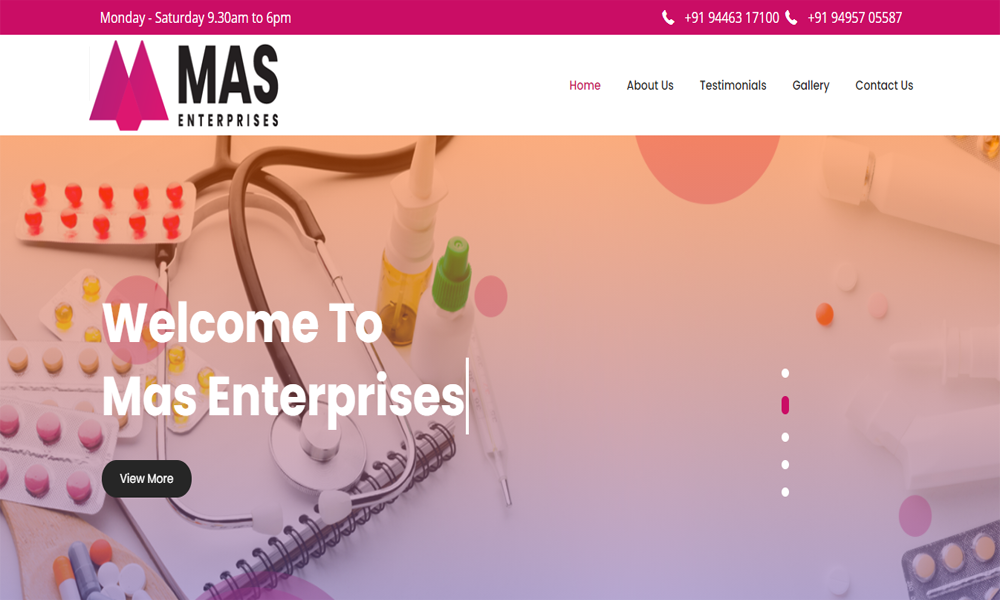 Monday - Saturday 9.30am to 6pm
+91 94463 17100 +91 94957 05587
MAS
ENTERPRISES
Home About Us Testimonials Gallery Contact Us
Welcome To
Mas Enterprises
View More